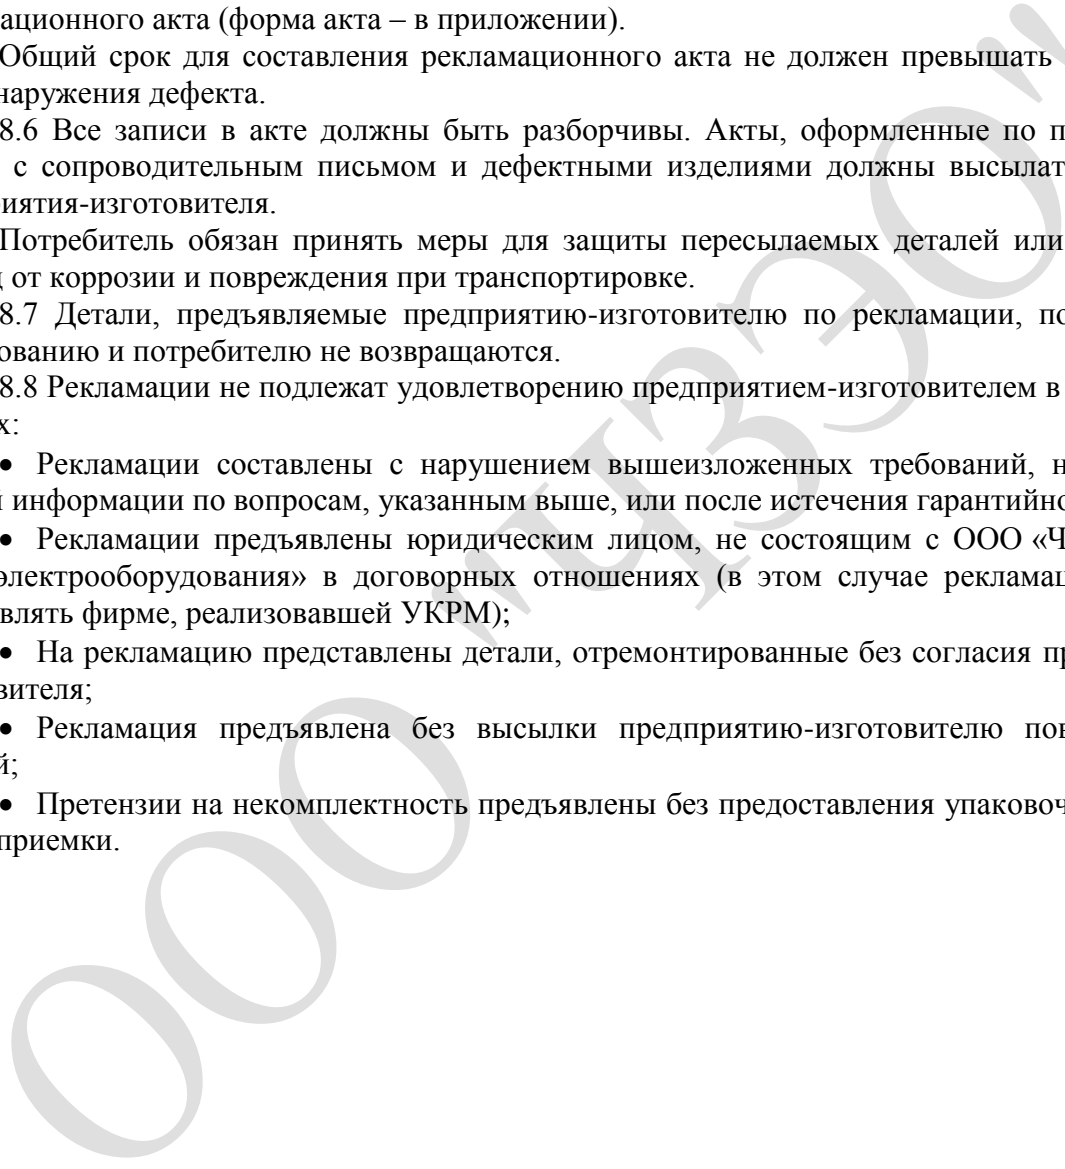 ационного акта (форма акта – в приложении).
Общий срок для составления рекламационного акта не должен превышать
наружения дефекта.
8.6 Все записи в акте должны быть разборчивы. Акты, оформленные по п
с сопроводительным письмом и дефектными изделиями должны высылат
иятия-изготовителя.
Потребитель обязан принять меры для защиты пересылаемых деталей или
от коррозии и повреждения при транспортировке.
8.7 Детали, предъявляемые предприятию-изготовителю по рекламации, по
ованию и потребителю не возвращаются.
8.8 Рекламации не подлежат удовлетворению предприятием-изготовителем в
х:
• Рекламации составлены с нарушением вышеизложенных требований, н
й информации по вопросам, указанным выше, или после истечения гарантийно
• Рекламации предъявлены юридическим лицом, не состоящим с ООО «Ч
электрооборудования» в договорных отношениях (в этом случае рекламац
влять фирме, реализовавшей УКРМ);
• На рекламацию представлены детали, отремонтированные без согласия пр
вителя;
• Рекламация предъявлена без высылки предприятию-изготовителю пов
й;
• Претензии на некомплектность предъявлены без предоставления упаковоч
приемки.
ООО "ЧЗЭО"